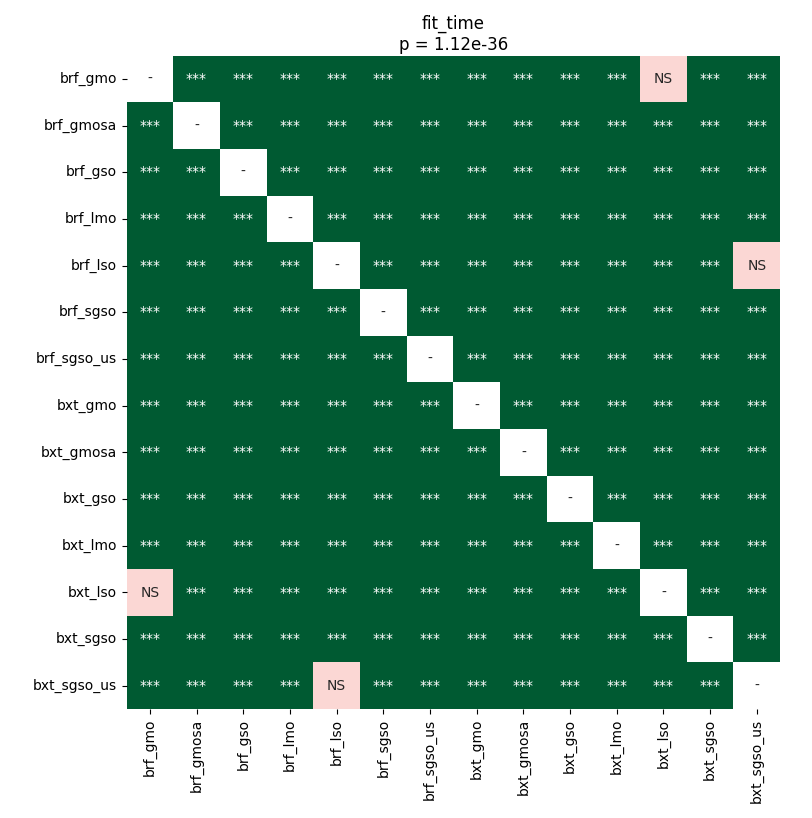 fit_time
p = 1.12e-36
brf_gmo - *** *** *** *** *** *** *** *** *** *** NS *** ***
brf_gmosa *** - *** *** *** *** *** *** *** *** *** *** *** ***
brf_gso *** *** - *** *** *** *** *** *** *** *** *** *** ***
brf_lmo *** *** *** - *** *** *** *** *** *** *** *** *** ***
brf_lso *** *** *** *** - *** *** *** *** *** *** *** *** NS
brf_sgso *** *** *** *** *** - *** *** *** *** *** *** *** ***
brf_sgso_us *** *** *** *** *** *** - *** *** *** *** *** *** ***
bxt_gmo *** *** *** *** *** *** *** - *** *** *** *** *** ***
bxt_gmosa *** *** *** *** *** *** *** *** - *** *** *** *** ***
bxt_gso *** *** *** *** *** *** *** *** *** - *** *** *** ***
bxt_lmo *** *** *** *** *** *** *** *** *** *** - *** *** ***
bxt_lso NS *** *** *** *** *** *** *** *** *** *** - *** ***
bxt_sgso *** *** *** *** *** *** *** *** *** *** *** *** - ***
bxt_sgso_us *** *** *** *** NS *** *** *** *** *** *** *** *** -
brf_gmo brf_gmosa brf_gso brf_lmo brf_lso brf_sgso brf_sgso_us bxt_gmo bxt_gmosa bxt_gso bxt_lmo bxt_lso bxt_sgso bxt_sgso_us